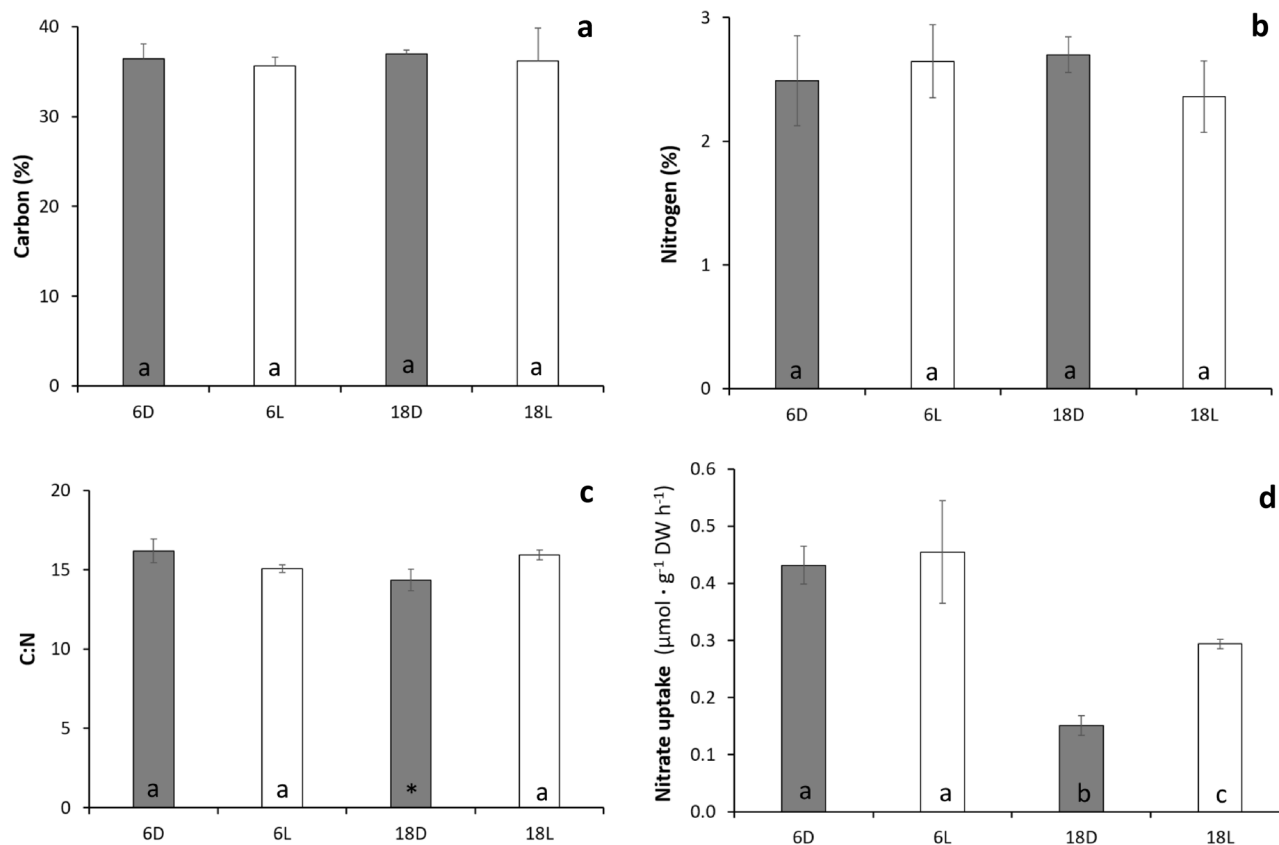 a
Carbon (%)
40
30
20
10
0
a a a a
6D 6L 18D 18L
b
Nitrogen (%)
3
2
1
0
a a a a
6D 6L 18D 18L
c
C:N
20
15
10
5
0
a a * a
6D 6L 18D 18L
d
Nitrate uptake (μmol · g⁻¹ DW h⁻¹)
0.6
0.5
0.4
0.3
0.2
0.1
0.0
a a b c
6D 6L 18D 18L